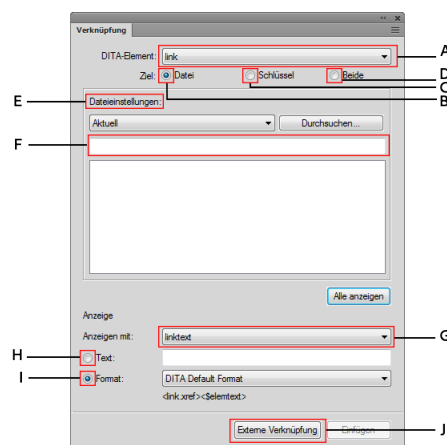 Verknüpfung
DITA-Element: link A
Ziel: Datei Schlüssel Beide D
C
B
E Dateieinstellungen:
Aktuell Durchsuchen...
F
Alle anzeigen
Anzeige
Anzeigen mit: linktext G
H Text:
I Format: DITA Default Format
<link.xref><$elemtext>
Externe Verknüpfung Einfügen J